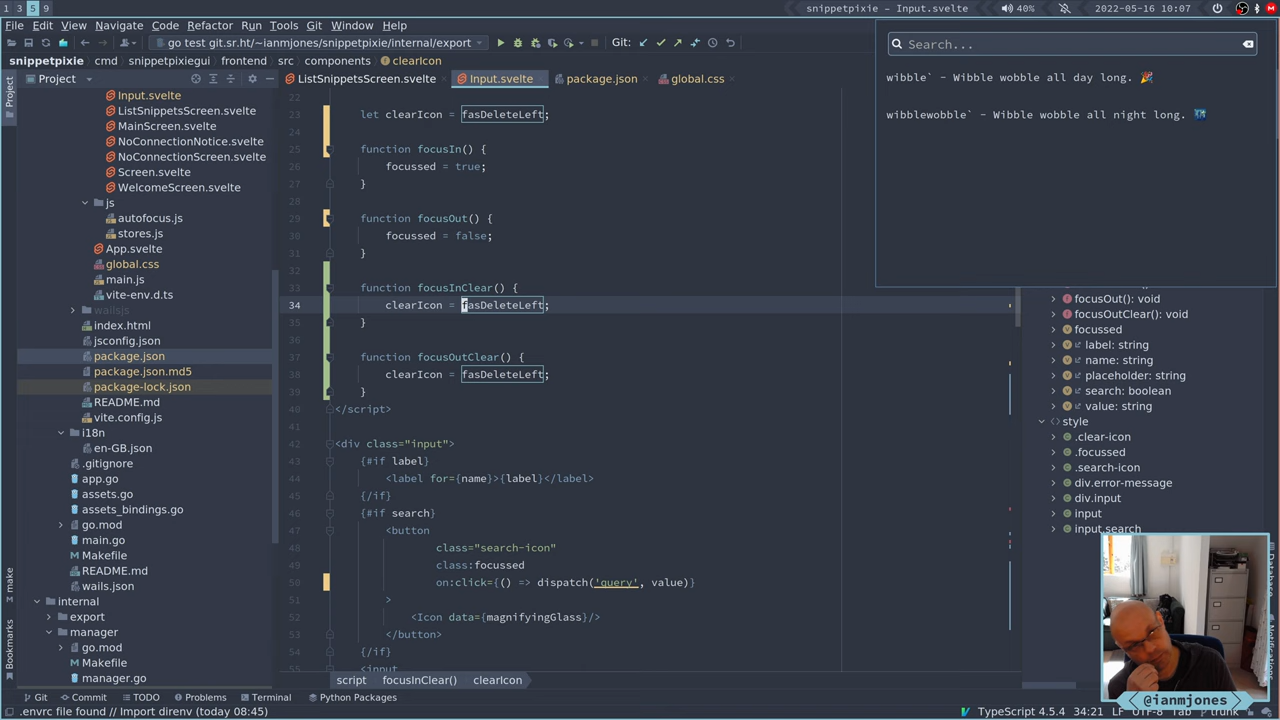 1 3 5 9
snippetpixie – Input.svelte
40%
2022-05-16 10:07
File Edit View Navigate Code Refactor Run Tools Git Window Help
go test git.sr.ht/~ianmjones/snippetpixie/internal/export
Git:
snippetpixie cmd snippetpixiegui frontend src components clearIcon
Project
ListSnippetsScreen.svelte
Input.svelte
package.json
global.css
Search...
wibble` - Wibble wobble all day long. 🎉
wibblewobble` - Wibble wobble all night long. 🌃
Project
Input.svelte
ListSnippetsScreen.svelte
MainScreen.svelte
NoConnectionNotice.svelte
NoConnectionScreen.svelte
Screen.svelte
WelcomeScreen.svelte
js
autofocus.js
stores.js
App.svelte
global.css
main.js
vite-env.d.ts
wailsjs
index.html
jsconfig.json
package.json
package.json.md5
package-lock.json
README.md
vite.config.js
i18n
en-GB.json
.gitignore
app.go
assets.go
assets_bindings.go
go.mod
main.go
Makefile
README.md
wails.json
internal
export
manager
go.mod
Makefile
manager.go
22
23 let clearIcon = fasDeleteLeft;
24
25 function focusIn() {
26 focussed = true;
27 }
28
29 function focusOut() {
30 focussed = false;
31 }
32
33 function focusInClear() {
34 clearIcon = fasDeleteLeft;
35 }
36
37 function focusOutClear() {
38 clearIcon = fasDeleteLeft;
39 }
40 </script>
41
42 <div class="input">
43 {#if label}
44 <label for={name}>{label}</label>
45 {/if}
46 {#if search}
47 <button
48 class="search-icon"
49 class:focussed
50 on:click={() => dispatch('query', value)}
51 >
52 <Icon data={magnifyingGlass}/>
53 </button>
54 {/if}
55 <input
focusOut(): void
focusOutClear(): void
focussed
label: string
name: string
placeholder: string
search: boolean
value: string
style
.clear-icon
.focussed
.search-icon
div.error-message
div.input
input
input.search
make
Bookmarks
Database
Notifications
script focusInClear() clearIcon
Git Commit TODO Problems Terminal Python Packages
@ianmjones
.envrc file found // Import direnv (today 08:45)
TypeScript 4.5.4 34:21 LF UTF-8 Tab trunk